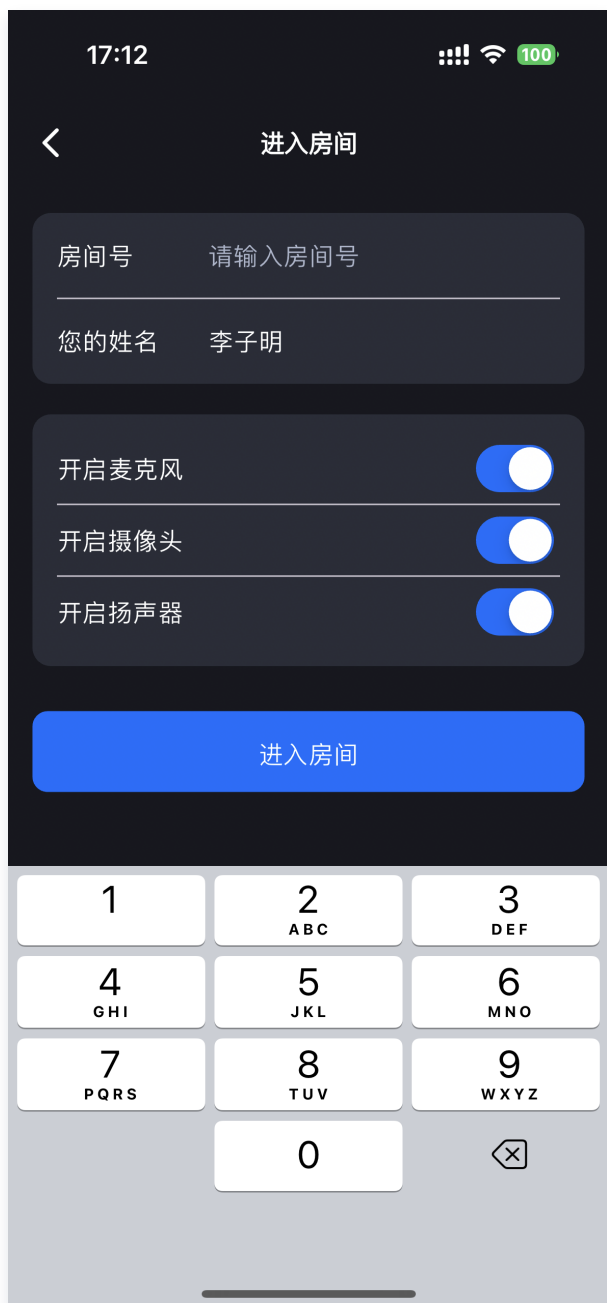 17:12
100
进入房间
房间号 请输入房间号
您的姓名 李子明
开启麦克风
开启摄像头
开启扬声器
进入房间
1 2 3
ABC DEF
4 5 6
GHI JKL MNO
7 8 9
PQRS TUV WXYZ
0